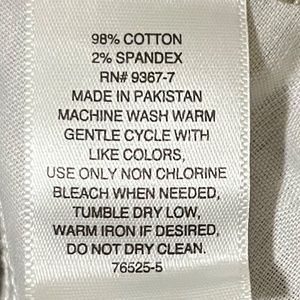 98% COTTON
2% SPANDEX
RN# 9367-7
MADE IN PAKISTAN
MACHINE WASH WARM
GENTLE CYCLE WITH
LIKE COLORS,
USE ONLY NON CHLORINE
BLEACH WHEN NEEDED,
TUMBLE DRY LOW,
WARM IRON IF DESIRED,
DO NOT DRY CLEAN.
76525-5